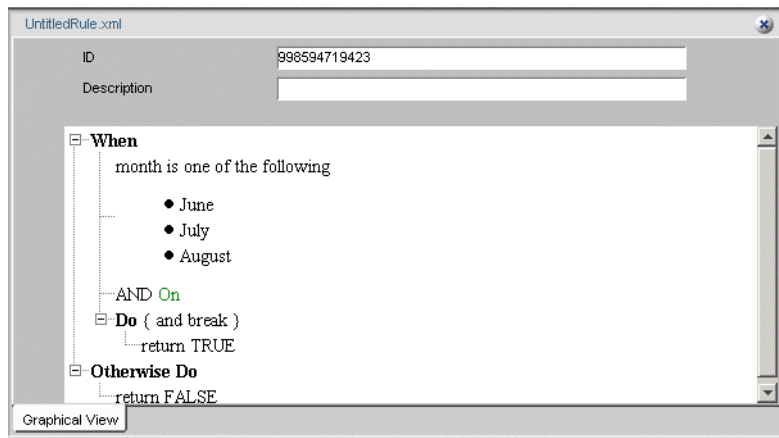 UntitledRule.xml
ID 998594719423
Description
When
month is one of the following
June
July
August
AND On
Do { and break }
return TRUE
Otherwise Do
return FALSE
Graphical View